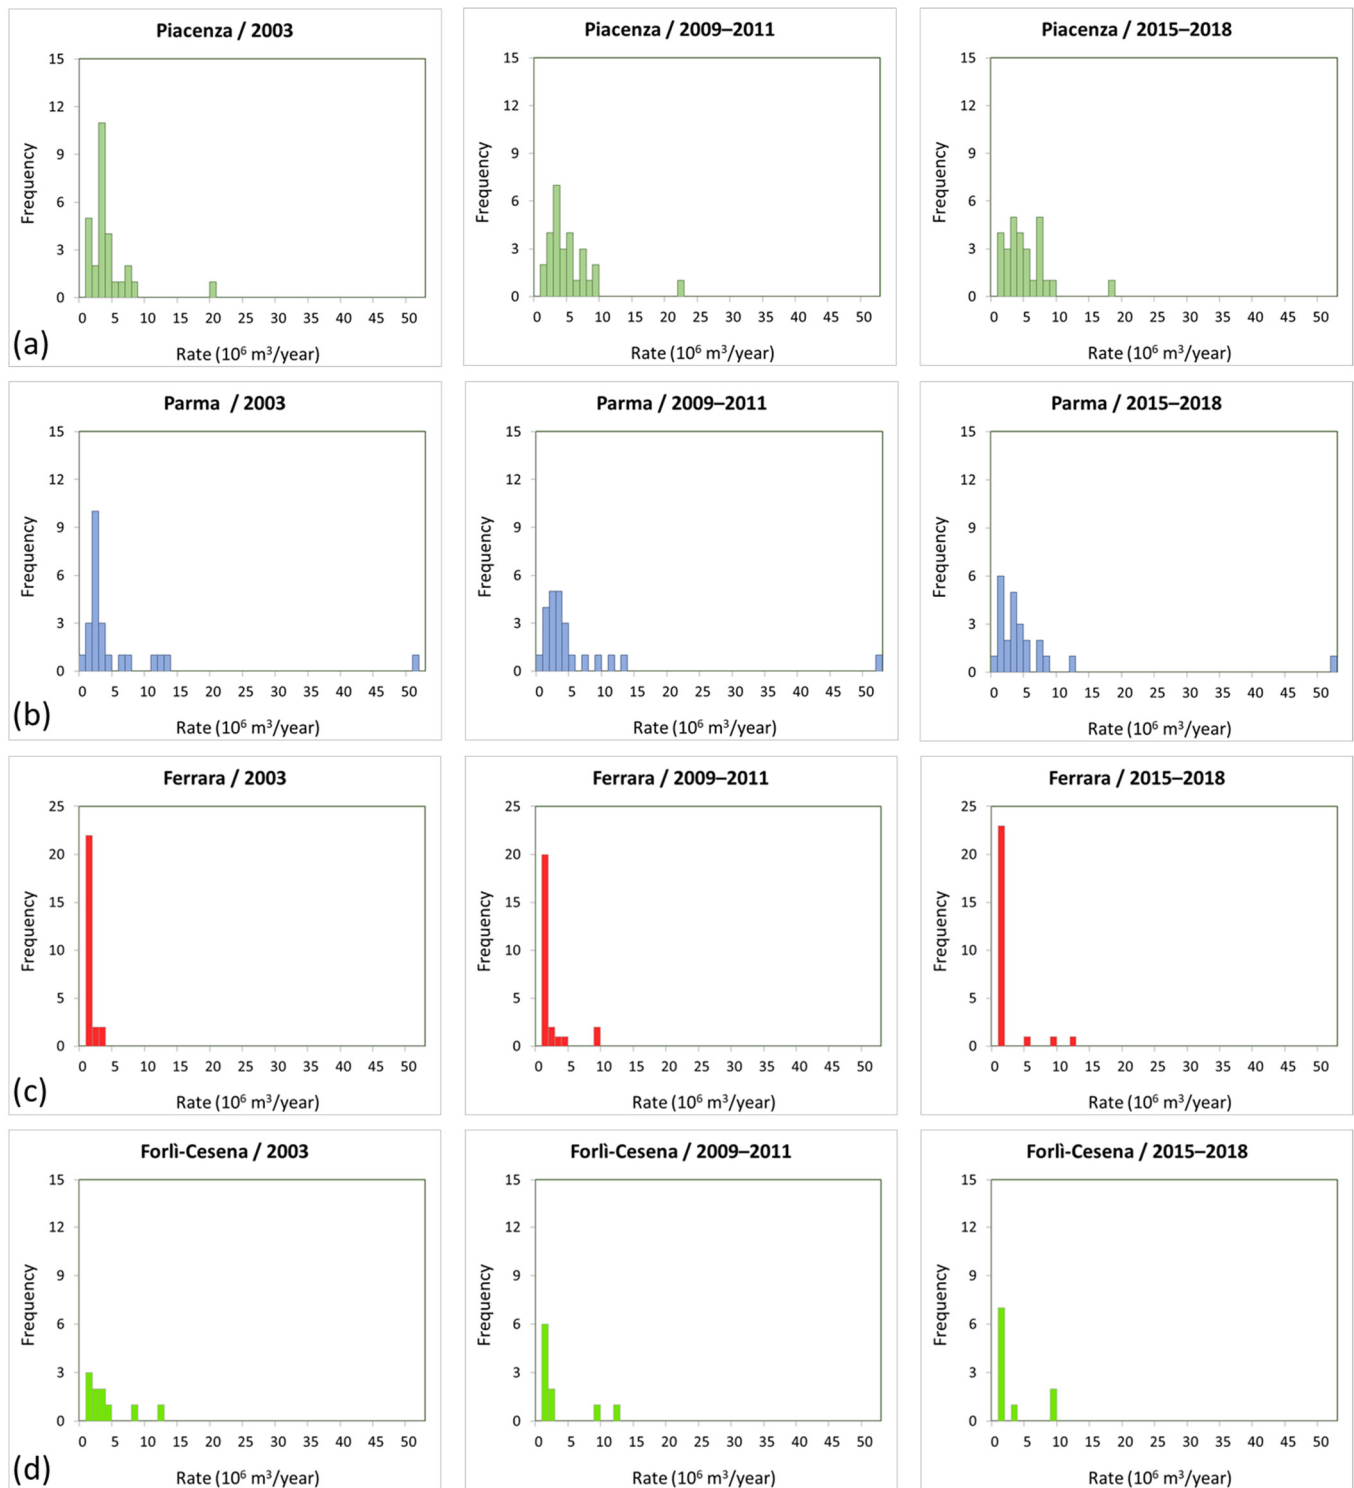 Piacenza / 2003
15
12
9
6
3
0
Frequency
0 5 10 15 20 25 30 35 40 45 50
Rate (10⁶ m³/year)
Piacenza / 2009–2011
15
12
9
6
3
0
Frequency
0 5 10 15 20 25 30 35 40 45 50
Rate (10⁶ m³/year)
Piacenza / 2015–2018
15
12
9
6
3
0
Frequency
0 5 10 15 20 25 30 35 40 45 50
Rate (10⁶ m³/year)
(a)
Parma / 2003
15
12
9
6
3
0
Frequency
0 5 10 15 20 25 30 35 40 45 50
Rate (10⁶ m³/year)
Parma / 2009–2011
15
12
9
6
3
0
Frequency
0 5 10 15 20 25 30 35 40 45 50
Rate (10⁶ m³/year)
Parma / 2015–2018
15
12
9
6
3
0
Frequency
0 5 10 15 20 25 30 35 40 45 50
Rate (10⁶ m³/year)
(b)
Ferrara / 2003
25
20
15
10
5
0
Frequency
0 5 10 15 20 25 30 35 40 45 50
Rate (10⁶ m³/year)
Ferrara / 2009–2011
25
20
15
10
5
0
Frequency
0 5 10 15 20 25 30 35 40 45 50
Rate (10⁶ m³/year)
Ferrara / 2015–2018
25
20
15
10
5
0
Frequency
0 5 10 15 20 25 30 35 40 45 50
Rate (10⁶ m³/year)
(c)
Forlì-Cesena / 2003
15
12
9
6
3
0
Frequency
0 5 10 15 20 25 30 35 40 45 50
Rate (10⁶ m³/year)
Forlì-Cesena / 2009–2011
15
12
9
6
3
0
Frequency
0 5 10 15 20 25 30 35 40 45 50
Rate (10⁶ m³/year)
Forlì-Cesena / 2015–2018
15
12
9
6
3
0
Frequency
0 5 10 15 20 25 30 35 40 45 50
Rate (10⁶ m³/year)
(d)